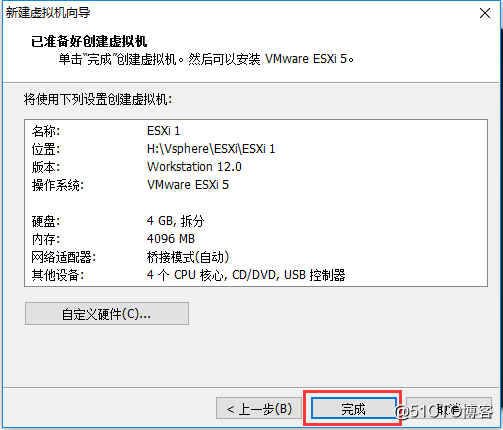 新建虚拟机向导
已准备好创建虚拟机
单击“完成”创建虚拟机。然后可以安装 VMware ESXi 5。
将使用下列设置创建虚拟机:
名称: ESXi 1
位置: H:\Vsphere\ESXi\ESXi 1
版本: Workstation 12.0
操作系统: VMware ESXi 5
硬盘: 4 GB, 拆分
内存: 4096 MB
网络适配器: 桥接模式(自动)
其他设备: 4 个 CPU 核心, CD/DVD, USB 控制器
自定义硬件(C)...
< 上一步(B) 完成 取消
@51CTO博客